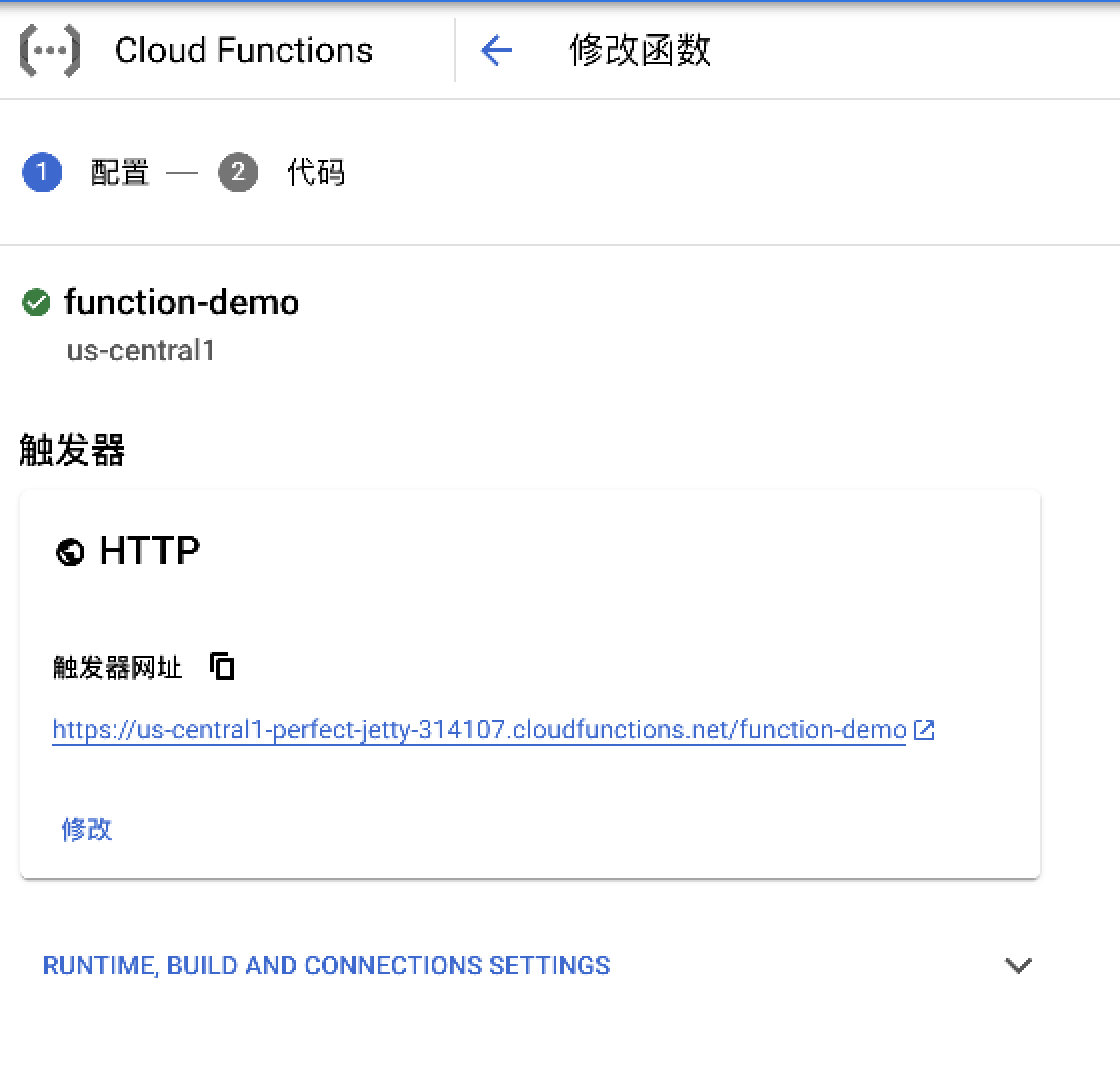 Cloud Functions
修改函数
1 配置 — 2 代码
function-demo
us-central1
触发器
HTTP
触发器网址
https://us-central1-perfect-jetty-314107.cloudfunctions.net/function-demo
修改
RUNTIME, BUILD AND CONNECTIONS SETTINGS